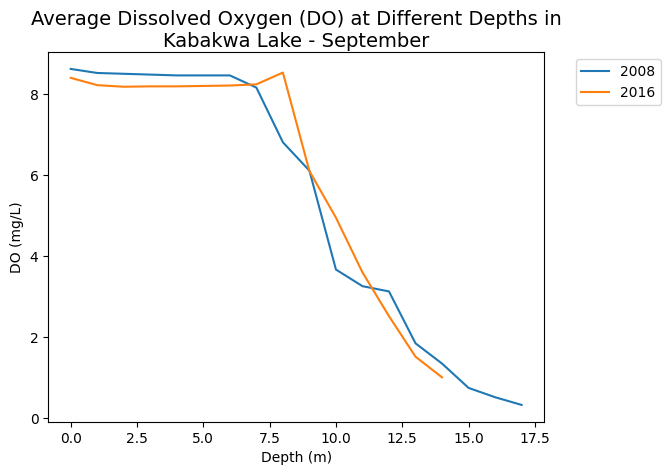 Average Dissolved Oxygen (DO) at Different Depths in
Kabakwa Lake - September
2008
2016
8
6
4
2
0
DO (mg/L)
0.0 2.5 5.0 7.5 10.0 12.5 15.0 17.5
Depth (m)